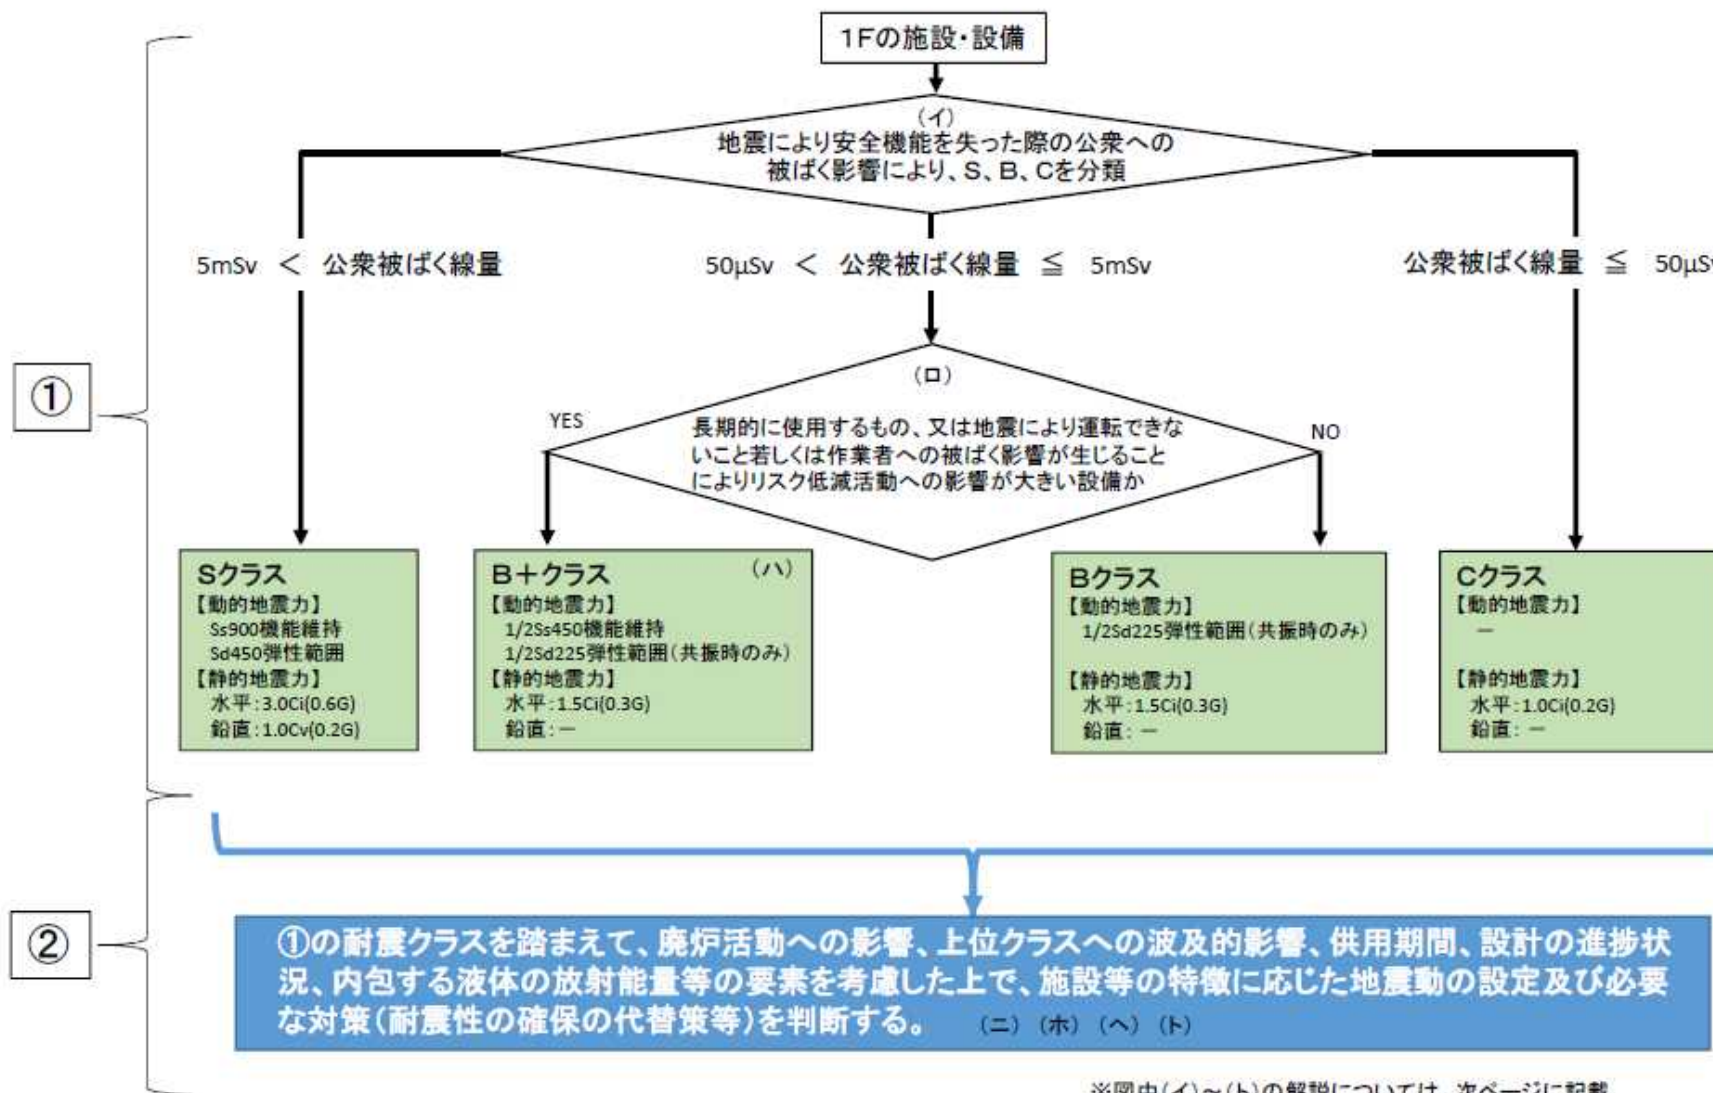 1Fの施設・設備
(イ)
地震により安全機能を失った際の公衆への
被ばく影響により、S、B、Cを分類
5mSv ＜ 公衆被ばく線量
50μSv ＜ 公衆被ばく線量 ≦ 5mSv
公衆被ばく線量 ≦ 50μSv
①
(ロ)
YES
長期的に使用するもの、又は地震により運転できな
いこと若しくは作業者への被ばく影響が生じること
によりリスク低減活動への影響が大きい設備か
NO
Sクラス
【動的地震力】
Ss900機能維持
Sd450弾性範囲
【静的地震力】
水平：3.0Ci(0.6G)
鉛直：1.0Cv(0.2G)
B＋クラス (ハ)
【動的地震力】
1/2Ss450機能維持
1/2Sd225弾性範囲(共振時のみ)
【静的地震力】
水平：1.5Ci(0.3G)
鉛直：－
Bクラス
【動的地震力】
1/2Sd225弾性範囲(共振時のみ)
【静的地震力】
水平：1.5Ci(0.3G)
鉛直：－
Cクラス
【動的地震力】
－
【静的地震力】
水平：1.0Ci(0.2G)
鉛直：－
②
①の耐震クラスを踏まえて、廃炉活動への影響、上位クラスへの波及的影響、供用期間、設計の進捗状
況、内包する液体の放射能量等の要素を考慮した上で、施設等の特徴に応じた地震動の設定及び必要
な対策(耐震性の確保の代替策等)を判断する。 (ニ) (ホ) (ヘ) (ト)
※図中(イ)～(ト)の解説については、次ページに記載